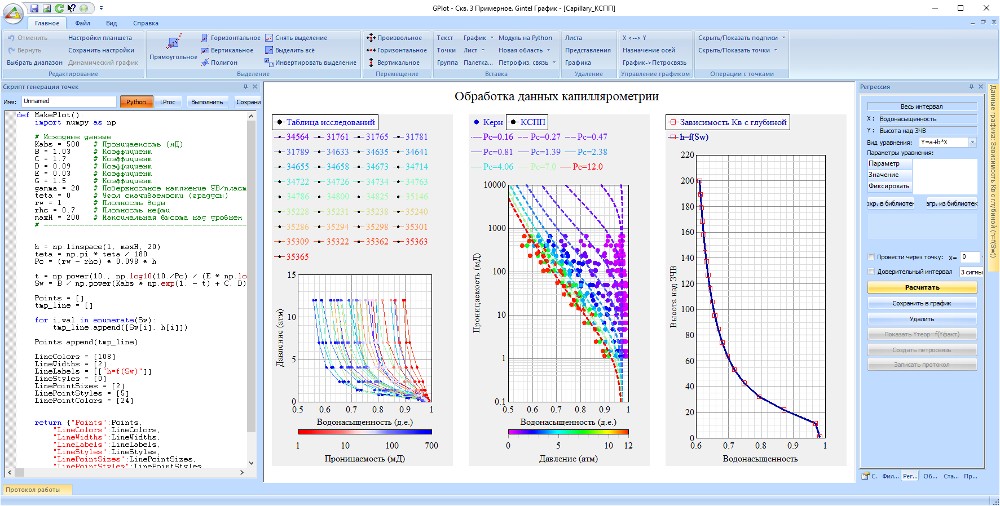 GPlot - Скв. 3 Примерное. Gintel График - [Capillary_КСПП]
Главное Файл Вид Справка
Отменить Настройки планшета
Вернуть Сохранить настройки
Выбрать диапазон Динамический график
Редактирование
Прямоугольное
Горизонтальное Снять выделение
Вертикальное Выделить всё
Полигон Инвертировать выделение
Выделение
Произвольное
Горизонтальное
Вертикальное
Перемещение
Текст График Модуль на Python
Точки Лист Новая область
Группа Палетка... Петрофиз. связь
Вставка
Листа
Представления
Графика
Удаление
X <--> Y
Назначение осей
График->Петросвязь
Управление графиком
Скрыть/Показать подписи
Скрыть/Показать точки
Операции с точками
Скрипт генерации точек
Имя: Unnamed Python LProc Выполнить Сохрани
def MakePlot():
import numpy as np
# Исходные данные
Kabs = 500 # Проницаемость (мД)
B = 1.03 # Коэффициент
C = 1.7 # Коэффициент
D = 0.09 # Коэффициент
E = 0.03 # Коэффициент
G = 1.5 # Коэффициент
gamma = 20 # Поверхностное натяжение УВ/пласт
teta = 0 # Угол смачиваемости (градусы)
rw = 1 # Плотность воды
rhc = 0.7 # Плотность нефти
maxH = 200 # Максимальная высота над уровнем
# ----------------------------------------------
h = np.linspace(1, maxH, 20)
teta = np.pi * teta / 180
Pc = (rw - rhc) * 0.098 * h
t = np.power(10., np.log10(10./Pc) / (E * np.lo
Sw = B / np.power(Kabs * np.exp(1. - t) + C, D)
Points = []
tmp_line = []
for i,val in enumerate(Sw):
tmp_line.append([Sw[i], h[i]])
Points.append(tmp_line)
LineColors = [108]
LineWidths = [2]
LineLabels = [["h=f(Sw)"]]
LineStyles = [0]
LinePointSizes = [2]
LinePointStyles = [5]
LinePointColors = [24]
return {"Points":Points,
"LineColors":LineColors,
"LineWidths":LineWidths,
"LineLabels":LineLabels,
"LineStyles":LineStyles,
"LinePointSizes":LinePointSizes,
"LinePointStyles":LinePointStyles
Протокол работы
Обработка данных капиллярометрии
Таблица исследований
34564 31761 31765 31781
31789 34633 34635 34641
34655 34658 34673 34714
34722 34726 34734 34763
34786 34800 34825 35146
35228 35231 35238 35240
35286 35294 35298 35301
35309 35322 35362 35363
35365
15
10
5
0
Давление (атм)
0.5 0.6 0.7 0.8 0.9 1
Водонасыщенность (д.е.)
1 10 100 700
Проницаемость (мД)
Керн КСПП
Pc=0.16 Pc=0.27 Pc=0.47
Pc=0.81 Pc=1.39 Pc=2.38
Pc=4.06 Pc=7.0 Pc=12.0
10000
1000
100
10
1
0.1
Проницаемость (мД)
0.5 0.6 0.7 0.8 0.9 1
Водонасыщенность (д.е.)
0 5 10 12
Давление (атм)
Зависимость Кв с глубиной
h=f(Sw)
220
200
180
160
140
120
100
80
60
40
20
0
Высота над ЗЧВ
0.6 0.7 0.8 0.9 1
Водонасыщенность
Регрессия
Весь интервал
X : Водонасыщенность
Y : Высота над ЗЧВ
Вид уравнения: Y=a+b*X
Параметры уравнения:
Параметр
Значение
Фиксировать
охр. в библиотек агр. из библиотек
Провести через точку: x= 0
Доверительный интервал 3 сигмы
Расчитать
Сохранить в график
Удалить
Показать Yтеор=f(Yфакт)
Создать петросвязь
Записать протокол
С. Фил... Рег... Об... Ста... Пр...
Данные графика: Зависимость Кв с глубиной (h=f(Sw))